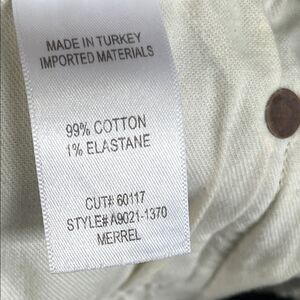 MADE IN TURKEY
IMPORTED MATERIALS
99% COTTON
1% ELASTANE
CUT# 60117
STYLE#A9021-1370
MERREL